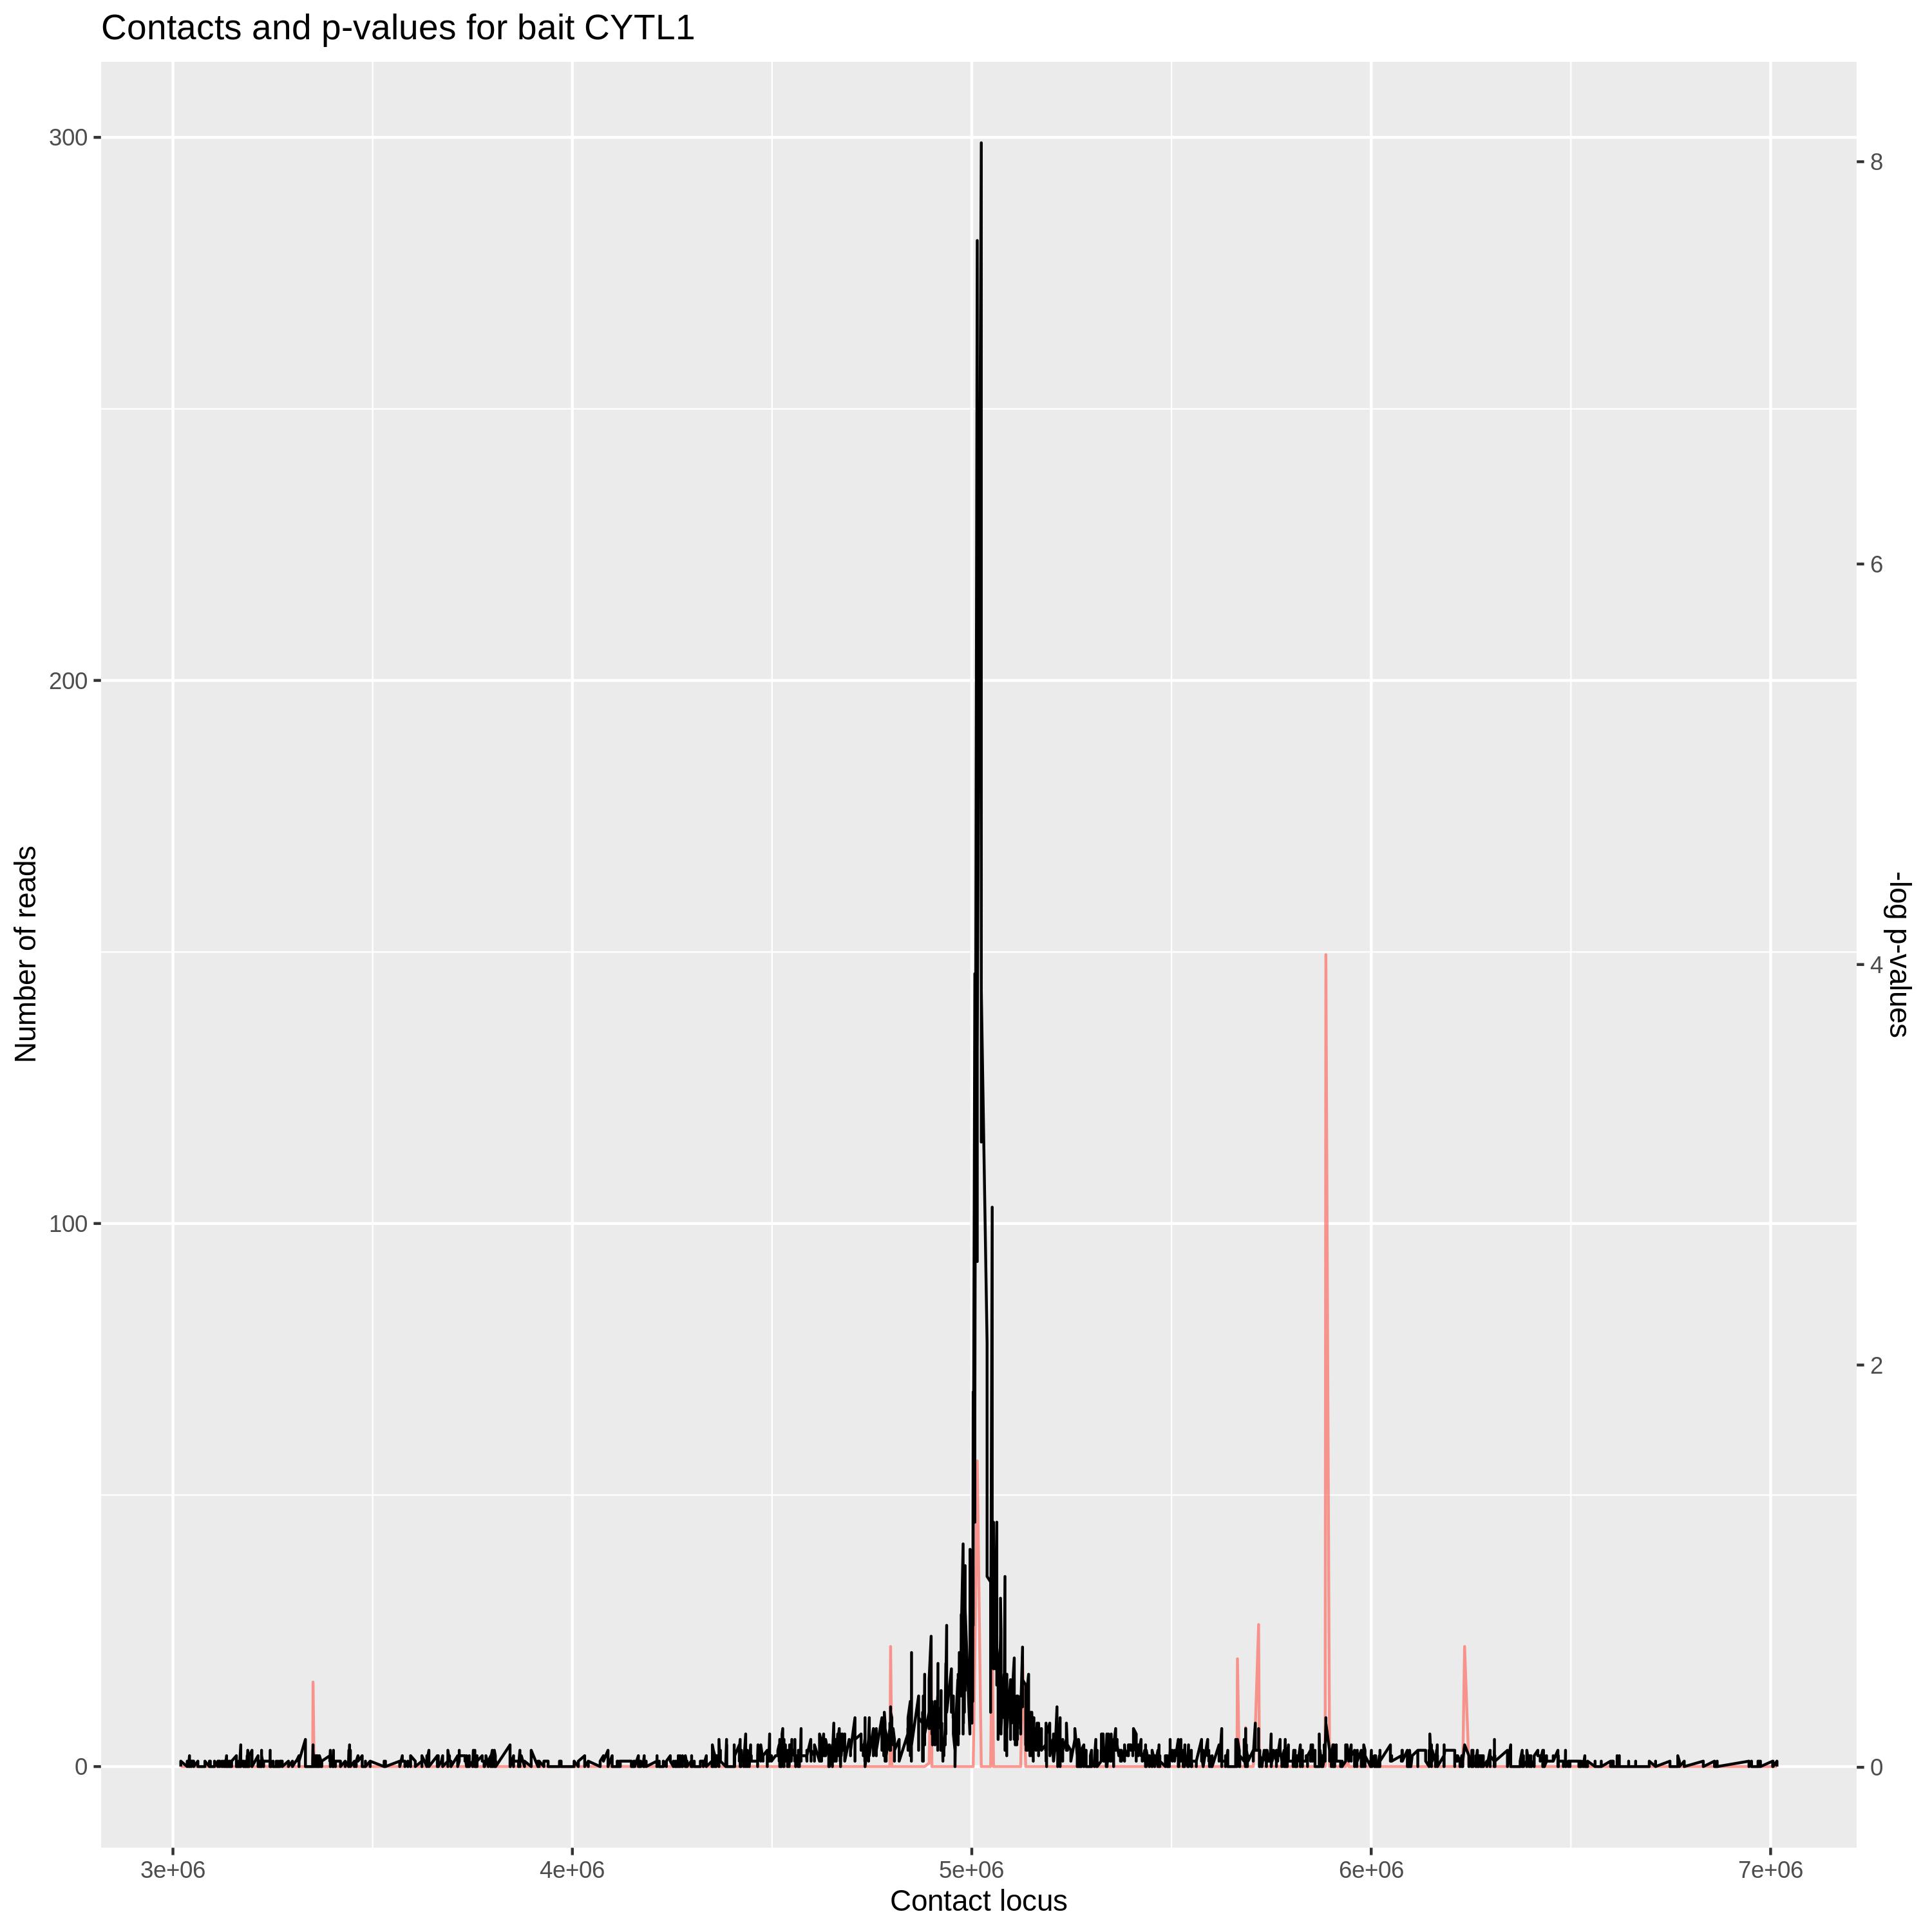 Contacts and p-values for bait CYTL1
300
200
100
0
Number of reads
8
6
4
2
0
-log p-values
3e+06
4e+06
5e+06
6e+06
7e+06
Contact locus